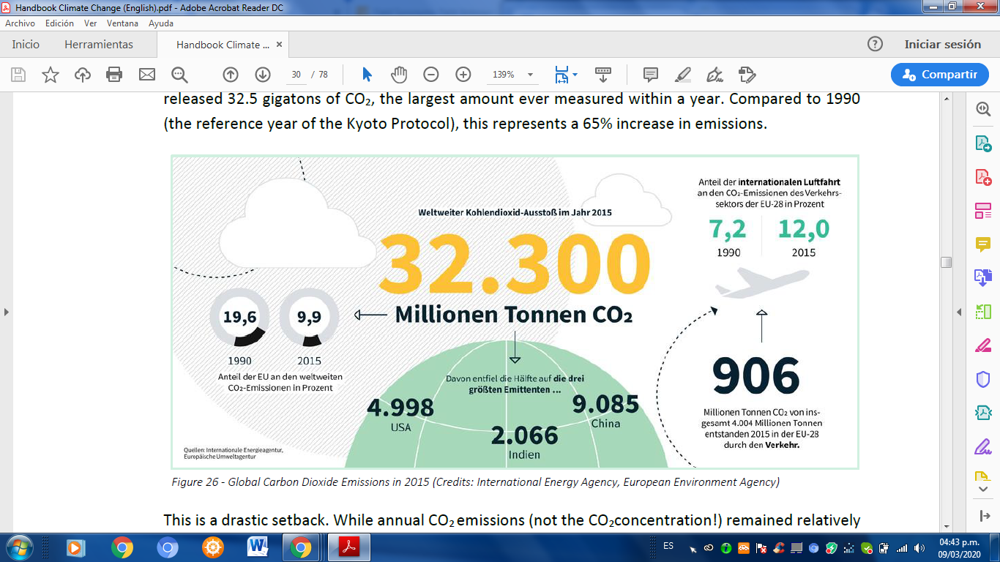 Handbook Climate Change (English).pdf - Adobe Acrobat Reader DC
Archivo Edición Ver Ventana Ayuda
Inicio Herramientas Handbook Climate ... × ? Iniciar sesión
30 / 78 139% Compartir
released 32.5 gigatons of CO₂, the largest amount ever measured within a year. Compared to 1990
(the reference year of the Kyoto Protocol), this represents a 65% increase in emissions.
Weltweiter Kohlendioxid-Ausstoß im Jahr 2015
32.300
Millionen Tonnen CO₂
19,6 9,9
1990 2015
Anteil der EU an den weltweiten
CO₂-Emissionen in Prozent
Davon entfiel die Hälfte auf die drei
größten Emittenten ...
4.998
USA
2.066
Indien
9.085
China
Anteil der internationalen Luftfahrt
an den CO₂-Emissionen des Verkehrs-
sektors der EU-28 in Prozent
7,2 12,0
1990 2015
906
Millionen Tonnen CO₂ von ins-
gesamt 4.004 Millionen Tonnen
entstanden 2015 in der EU-28
durch den Verkehr.
Quellen: Internationale Energieagentur,
Europäische Umweltagentur
Figure 26 - Global Carbon Dioxide Emissions in 2015 (Credits: International Energy Agency, European Environment Agency)
This is a drastic setback. While annual CO₂ emissions (not the CO₂concentration!) remained relatively
ES
04:43 p.m.
09/03/2020